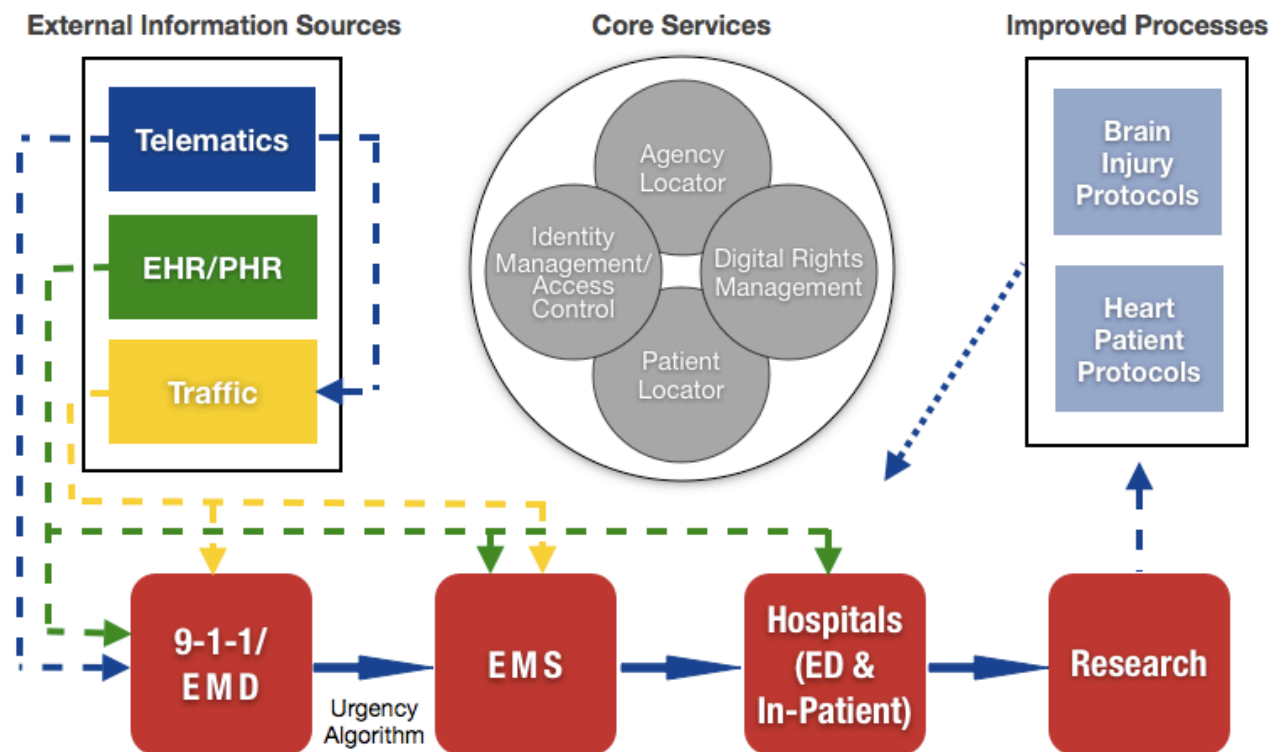 External Information Sources
Core Services
Improved Processes
Telematics
EHR/PHR
Traffic
Agency
Locator
Identity
Management/
Access
Control
Digital Rights
Management
Patient
Locator
Brain
Injury
Protocols
Heart
Patient
Protocols
9-1-1/
EMD
Urgency
Algorithm
EMS
Hospitals
(ED &
In-Patient)
Research